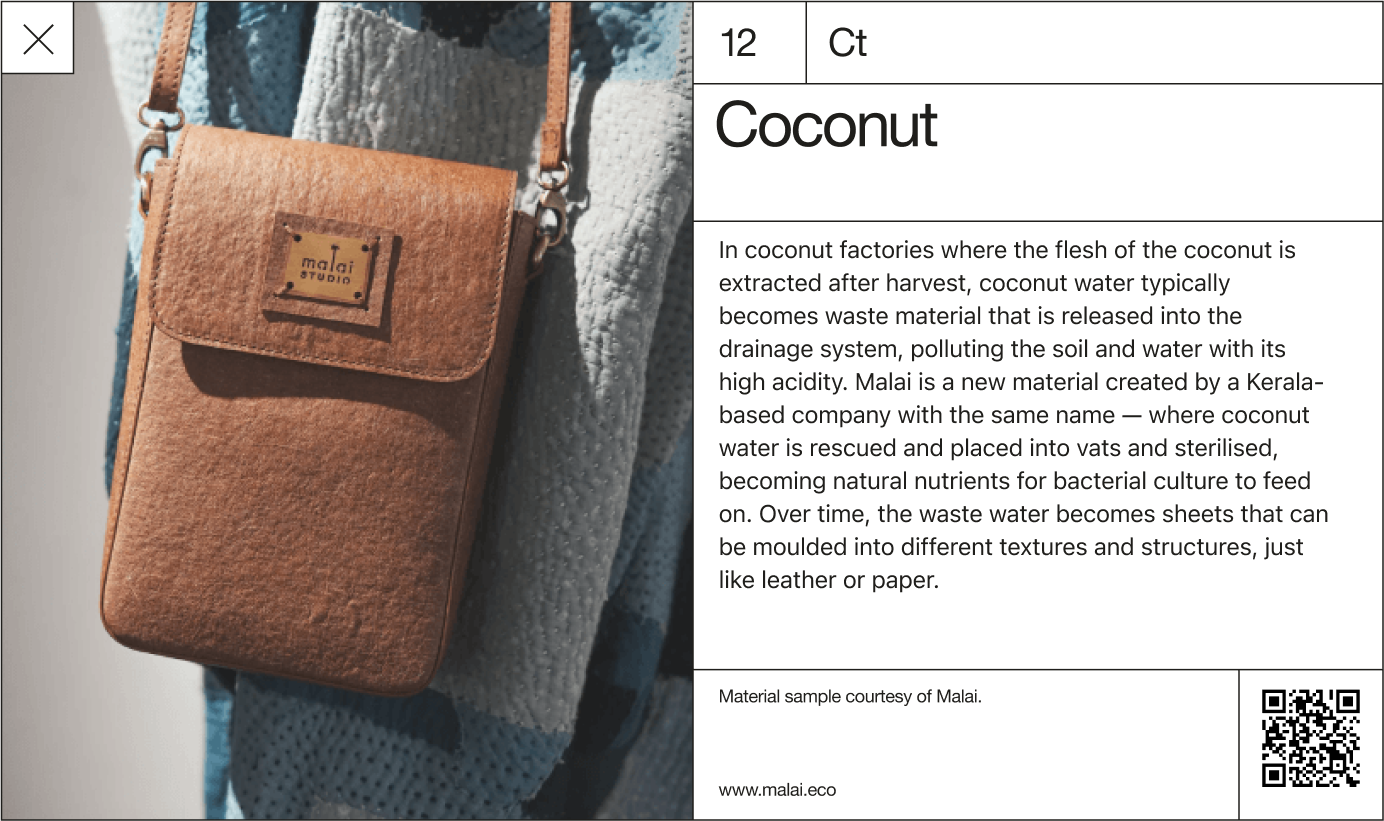 12
Ct
Coconut
malai
STUDIO
In coconut factories where the flesh of the coconut is
extracted after harvest, coconut water typically
becomes waste material that is released into the
drainage system, polluting the soil and water with its
high acidity. Malai is a new material created by a Kerala-
based company with the same name — where coconut
water is rescued and placed into vats and sterilised,
becoming natural nutrients for bacterial culture to feed
on. Over time, the waste water becomes sheets that can
be moulded into different textures and structures, just
like leather or paper.
Material sample courtesy of Malai.
www.malai.eco